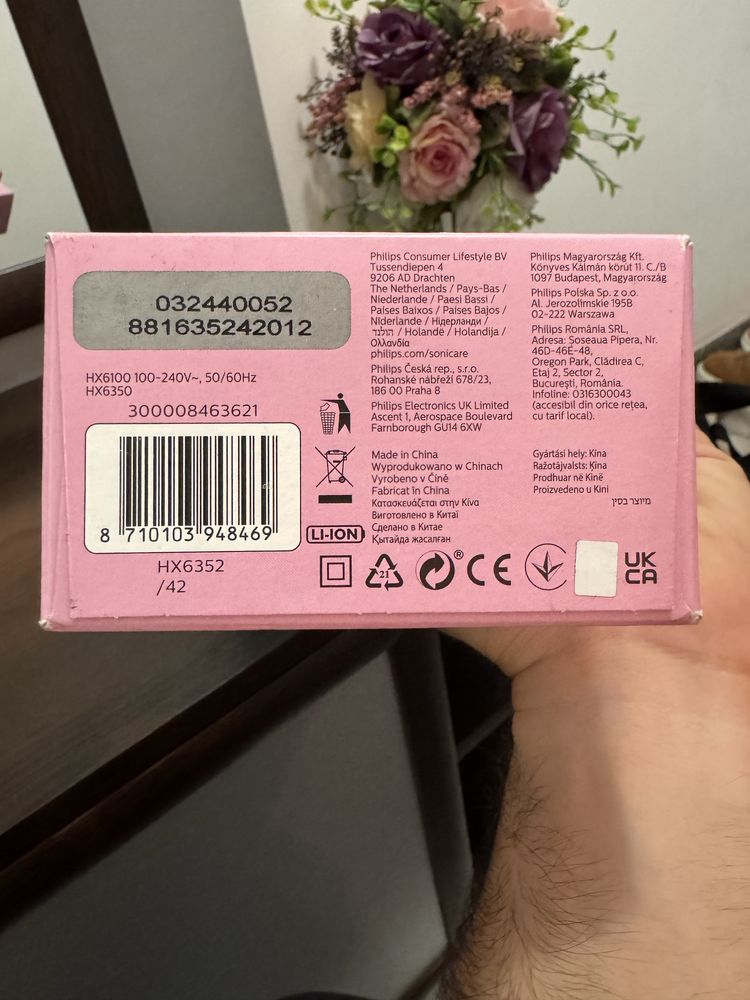 032440052
881635242012
HX6100 100-240V~, 50/60Hz
HX6350
300008463621
8 710103 948469
HX6352
/42
Philips Consumer Lifestyle BV
Tussendiepen 4
9206 AD Drachten
The Netherlands / Pays-Bas /
Niederlande / Paesi Bassi /
Países Baixos / Países Bajos /
Nīderlande / Нідерланди /
הולנד / Holandë / Holandija /
Ολλανδία
philips.com/sonicare
Philips Česká rep., s.r.o.
Rohanské nábřeží 678/23,
186 00 Praha 8
Philips Electronics UK Limited
Ascent 1, Aerospace Boulevard
Farnborough GU14 6XW
Made in China
Wyprodukowano w Chinach
Vyrobeno v Číně
Fabricat în China
Κατασκευάζεται στην Κίνα
Виготовлено в Китаї
Сделано в Китае
Қытайда жасалған
Philips Magyarország Kft.
Könyves Kálmán körút 11. C./B
1097 Budapest, Magyarország
Philips Polska Sp. z o.o.
Al. Jerozolimskie 195B
02-222 Warszawa
Philips România SRL,
Adresa: Șoseaua Pipera, Nr.
46D-46E-48,
Oregon Park, Clădirea C,
Etaj 2, Sector 2,
București, România.
Infoline: 0316300043
(accesibil din orice rețea,
cu tarif local).
Gyártási hely: Kína
Ražotājvalsts: Ķīna
Prodhuar në Kinë
Proizvedeno u Kini
מיוצר בסין
LI-ION
21
®
CE
UK
CA